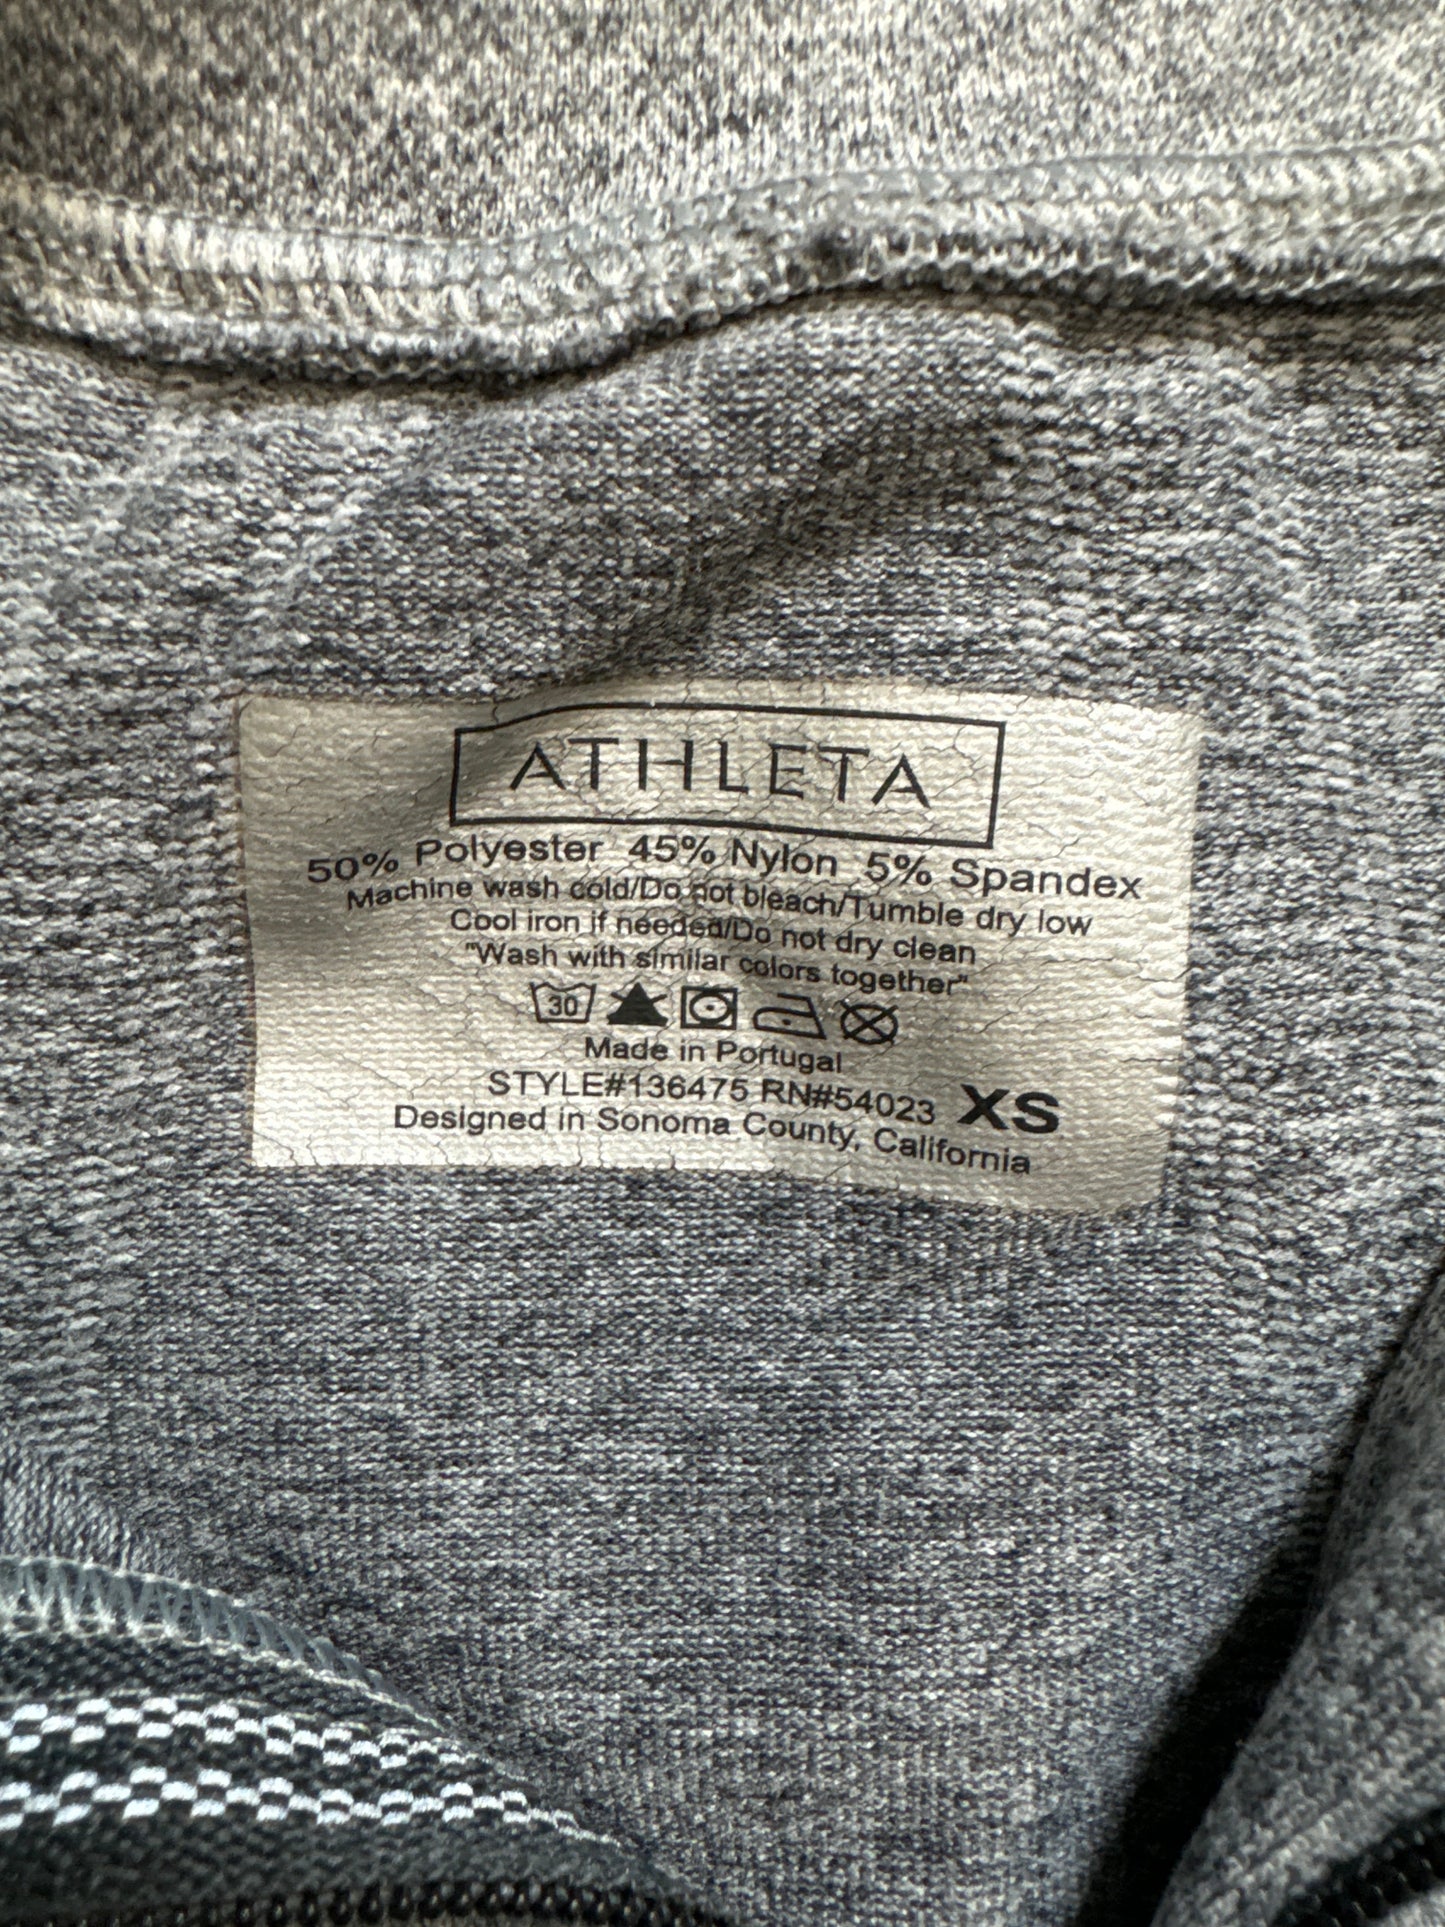 ATHLETA
50% Polyester 45% Nylon 5% Spandex
Machine wash cold/Do not bleach/Tumble dry low
Cool iron if needed/Do not dry clean
"Wash with similar colors together"
30
Made in Portugal
STYLE#136475 RN#54023 XS
Designed in Sonoma County, California